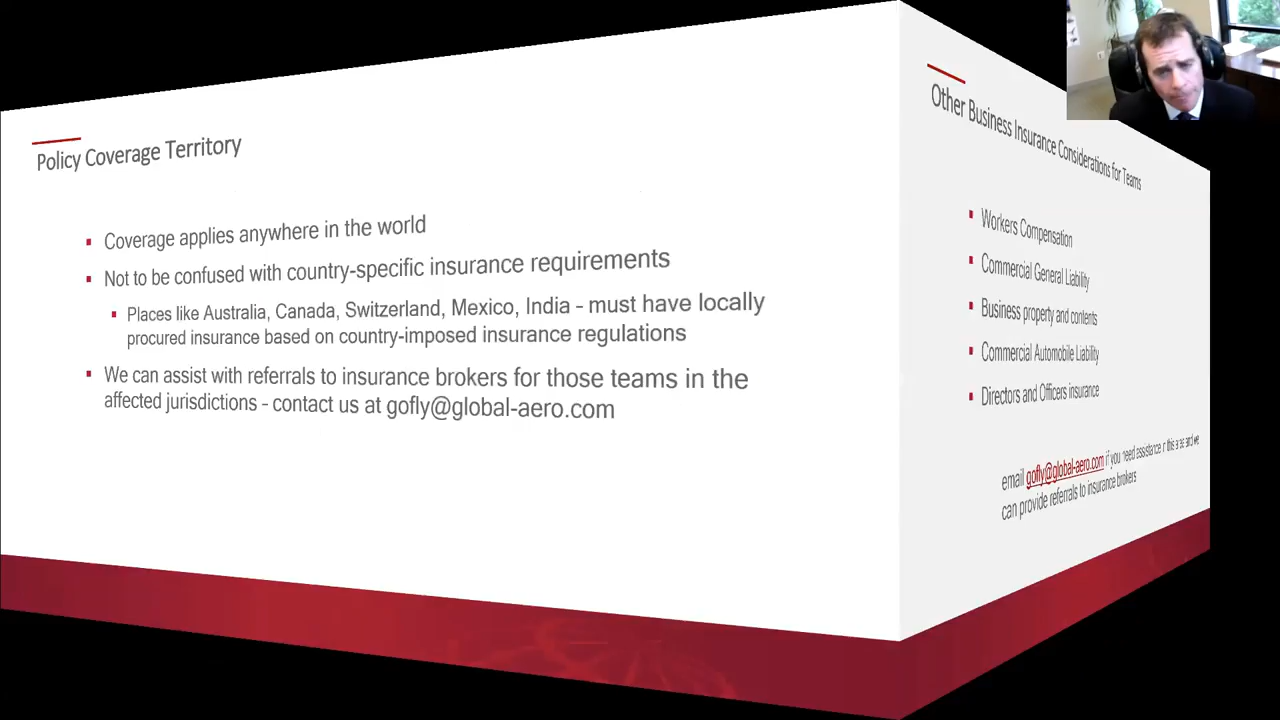 Policy Coverage Territory
Coverage applies anywhere in the world
Not to be confused with country-specific insurance requirements
Places like Australia, Canada, Switzerland, Mexico, India - must have locally
procured insurance based on country-imposed insurance regulations
We can assist with referrals to insurance brokers for those teams in the
affected jurisdictions - contact us at gofly@global-aero.com
Other Business Insurance Considerations for Teams
Workers Compensation
Commercial General Liability
Business property and contents
Commercial Automobile Liability
Directors and Officers insurance
email gofly@global-aero.com if you need assistance in this area and we
can provide referrals to insurance brokers